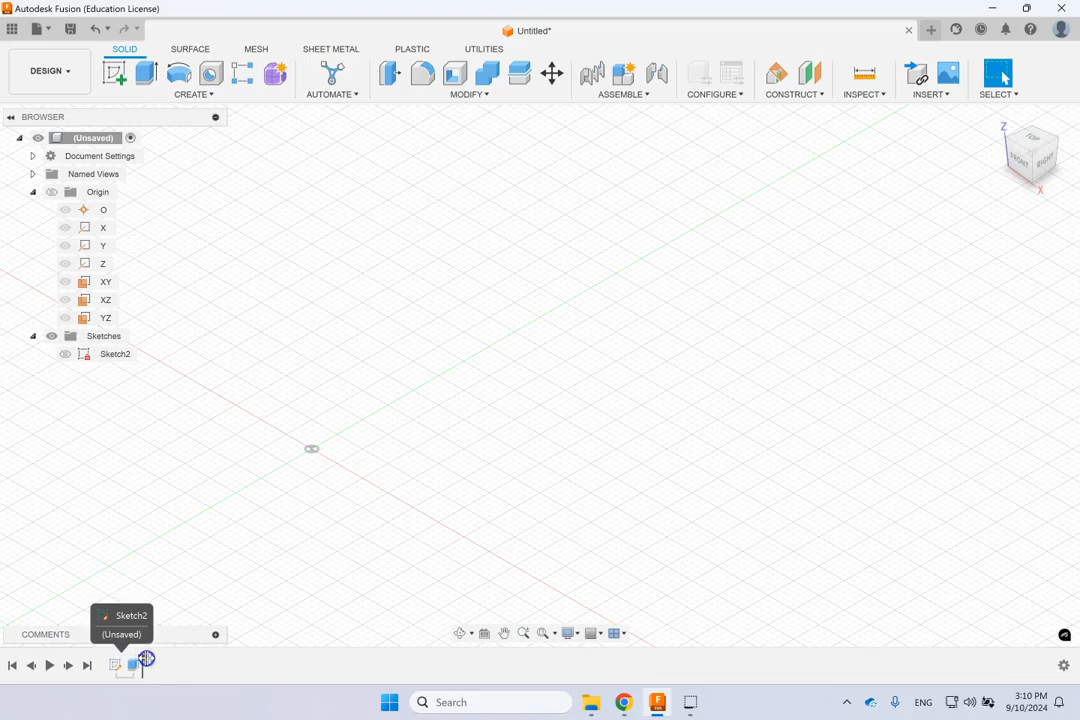 Autodesk Fusion (Education License)
Untitled*
DESIGN
SOLID SURFACE MESH SHEET METAL PLASTIC UTILITIES
CREATE AUTOMATE MODIFY ASSEMBLE CONFIGURE CONSTRUCT INSPECT INSERT SELECT
BROWSER
(Unsaved)
Document Settings
Named Views
Origin
O
X
Y
Z
XY
XZ
YZ
Sketches
Sketch2
Z
TOP
FRONT RIGHT
X
Sketch2
(Unsaved)
COMMENTS
Search
ENG
3:10 PM
9/10/2024